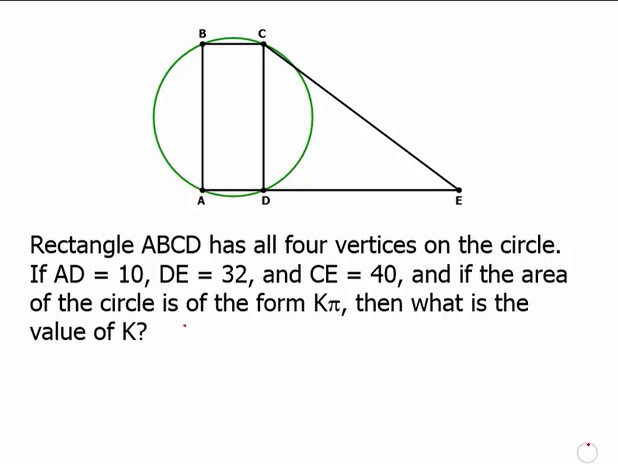 B C
A D E
Rectangle ABCD has all four vertices on the circle.
If AD = 10, DE = 32, and CE = 40, and if the area
of the circle is of the form Kπ, then what is the
value of K?